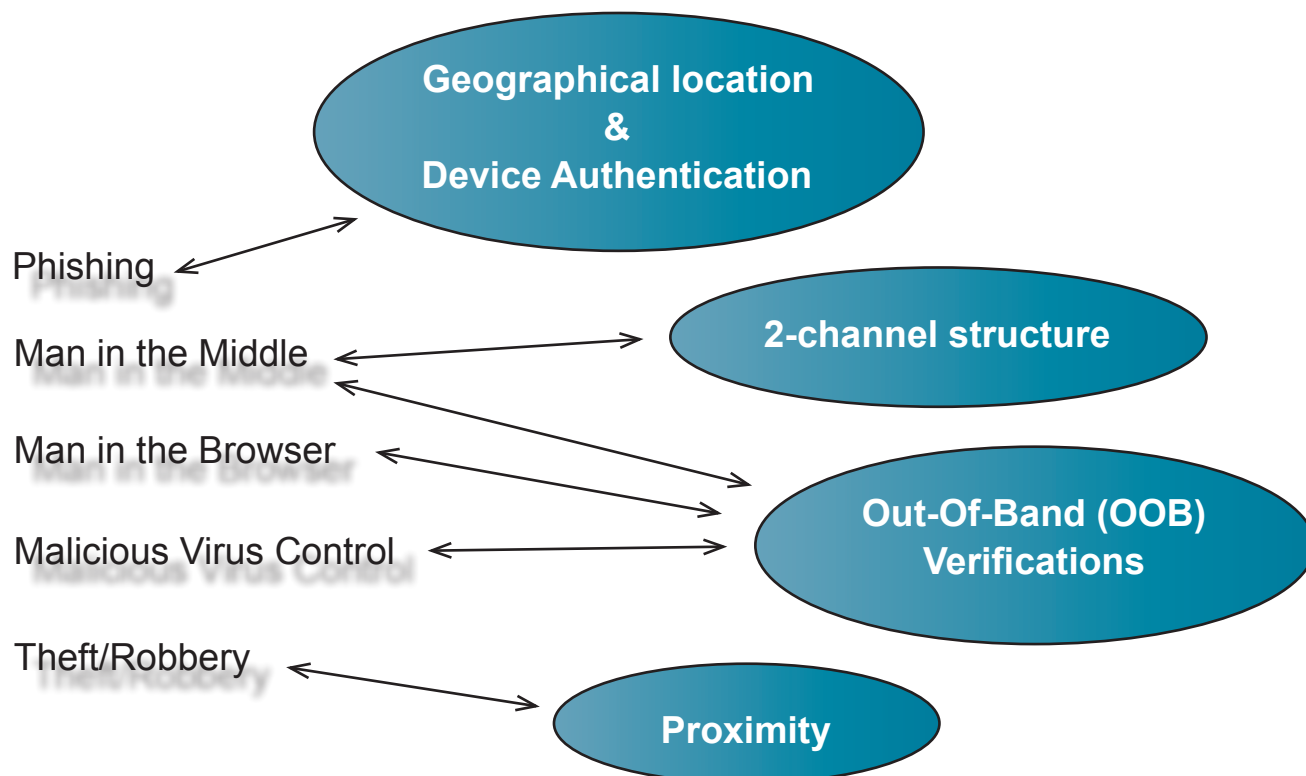 Geographical location
&
Device Authentication
Phishing
2-channel structure
Man in the Middle
Man in the Browser
Out-Of-Band (OOB)
Verifications
Malicious Virus Control
Theft/Robbery
Proximity